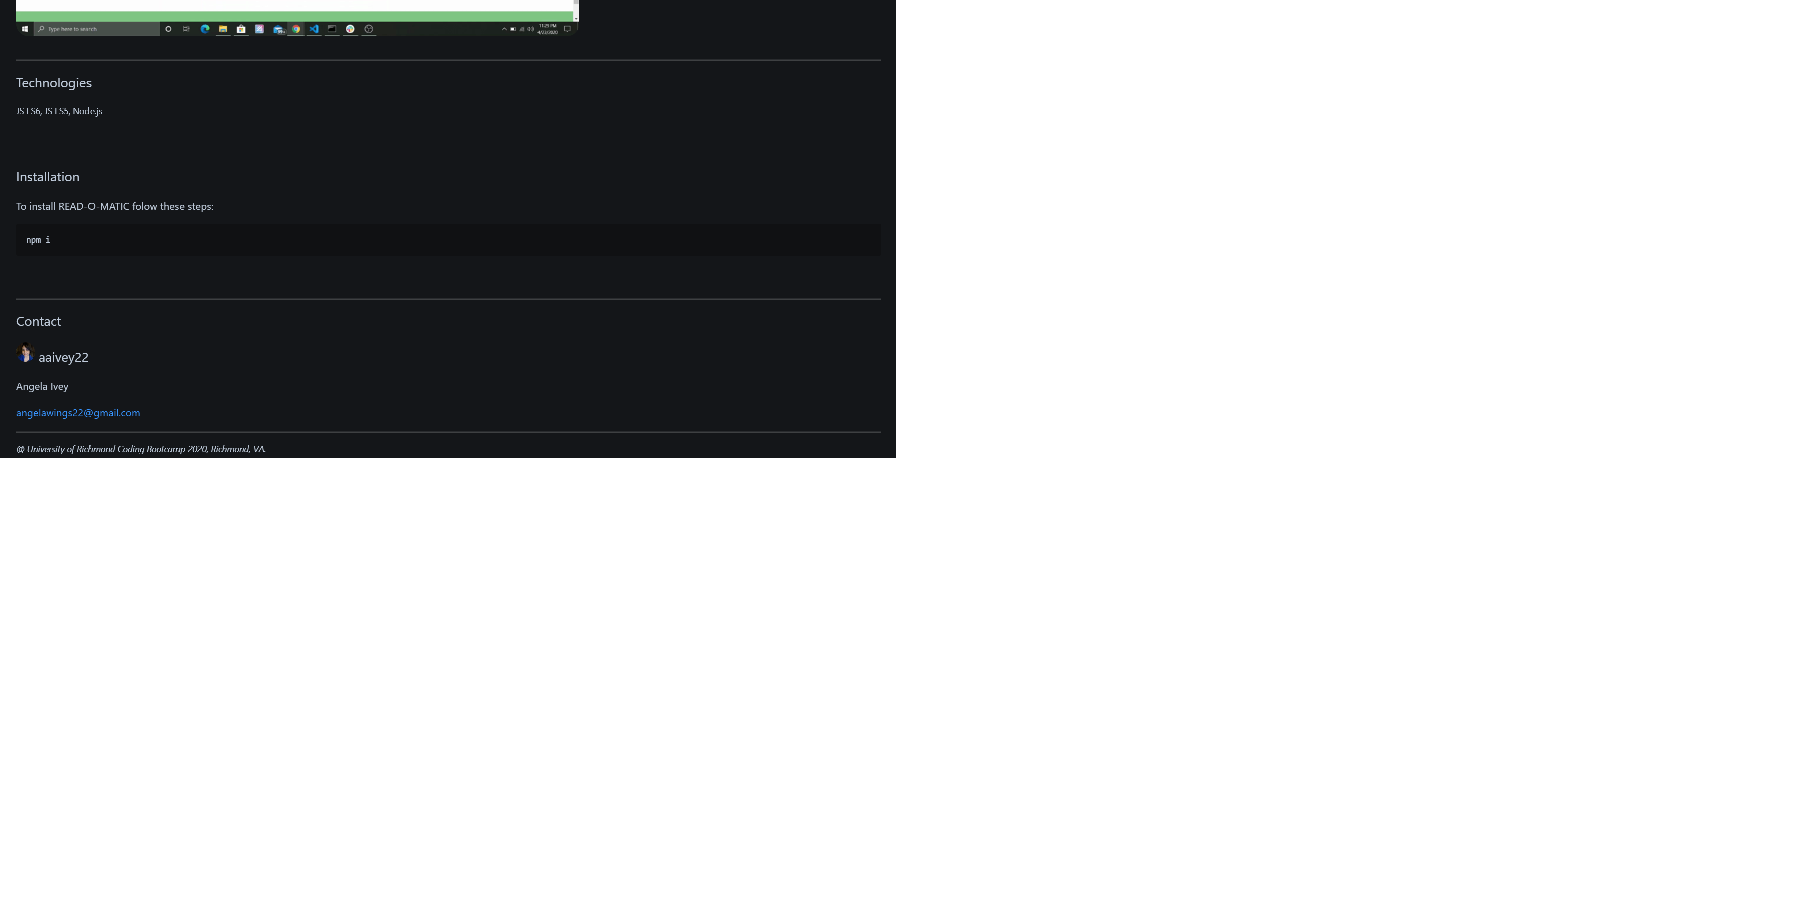 Type here to search
11:25 PM
4/23/2020
Technologies
JS ES6, JS ES5, Node.js
Installation
To install READ-O-MATIC folow these steps:
npm i
Contact
aaivey22
Angela Ivey
angelawings22@gmail.com
@ University of Richmond Coding Bootcamp 2020, Richmond, VA.